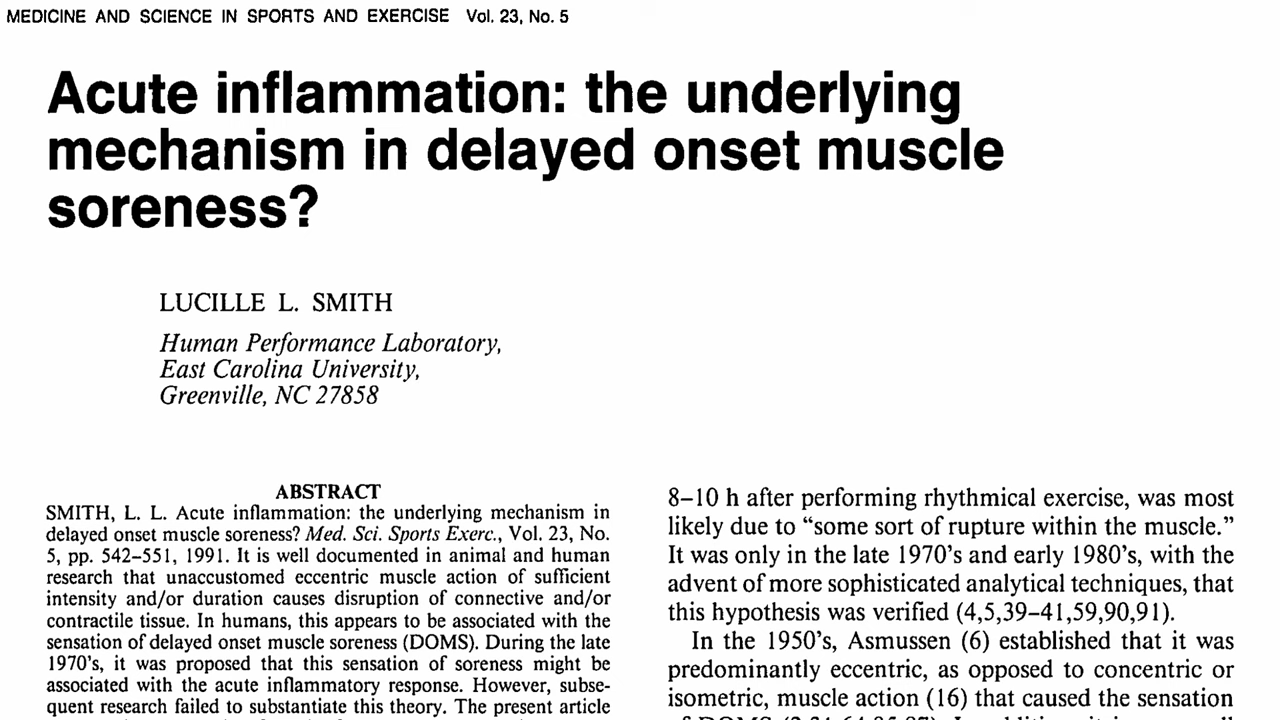 MEDICINE AND SCIENCE IN SPORTS AND EXERCISE Vol. 23, No. 5
Acute inflammation: the underlying
mechanism in delayed onset muscle
soreness?
LUCILLE L. SMITH
Human Performance Laboratory,
East Carolina University,
Greenville, NC 27858
ABSTRACT
SMITH, L. L. Acute inflammation: the underlying mechanism in
delayed onset muscle soreness? Med. Sci. Sports Exerc., Vol. 23, No.
5, pp. 542–551, 1991. It is well documented in animal and human
research that unaccustomed eccentric muscle action of sufficient
intensity and/or duration causes disruption of connective and/or
contractile tissue. In humans, this appears to be associated with the
sensation of delayed onset muscle soreness (DOMS). During the late
1970's, it was proposed that this sensation of soreness might be
associated with the acute inflammatory response. However, subse-
quent research failed to substantiate this theory. The present article
8–10 h after performing rhythmical exercise, was most
likely due to “some sort of rupture within the muscle.”
It was only in the late 1970's and early 1980's, with the
advent of more sophisticated analytical techniques, that
this hypothesis was verified (4,5,39–41,59,90,91).
In the 1950's, Asmussen (6) established that it was
predominantly eccentric, as opposed to concentric or
isometric, muscle action (16) that caused the sensation